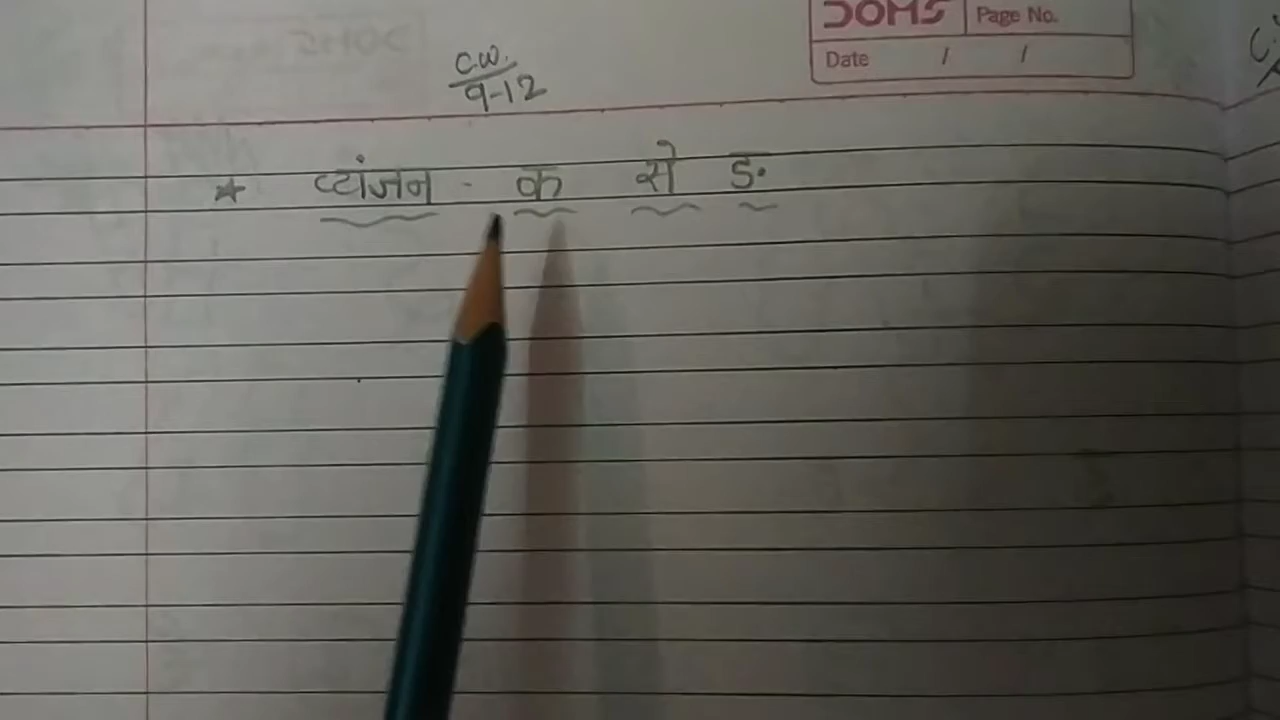 DOMS Page No.
Date / /
C.W.
9-12
★ व्यंजन - क से ङ